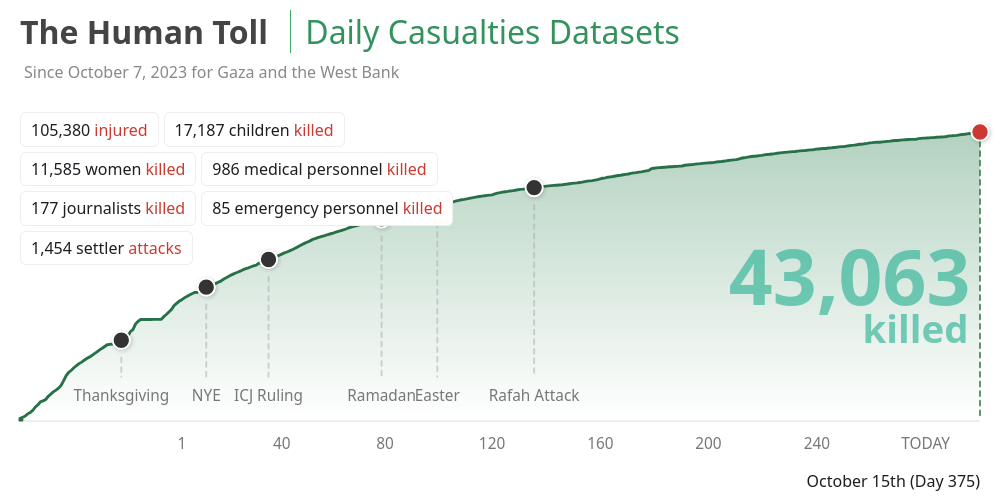 The Human Toll | Daily Casualties Datasets
Since October 7, 2023 for Gaza and the West Bank
105,380 injured
17,187 children killed
11,585 women killed
986 medical personnel killed
177 journalists killed
85 emergency personnel killed
1,454 settler attacks
43,063
killed
Thanksgiving NYE ICJ Ruling Ramadan Easter Rafah Attack
1 40 80 120 160 200 240 TODAY
October 15th (Day 375)